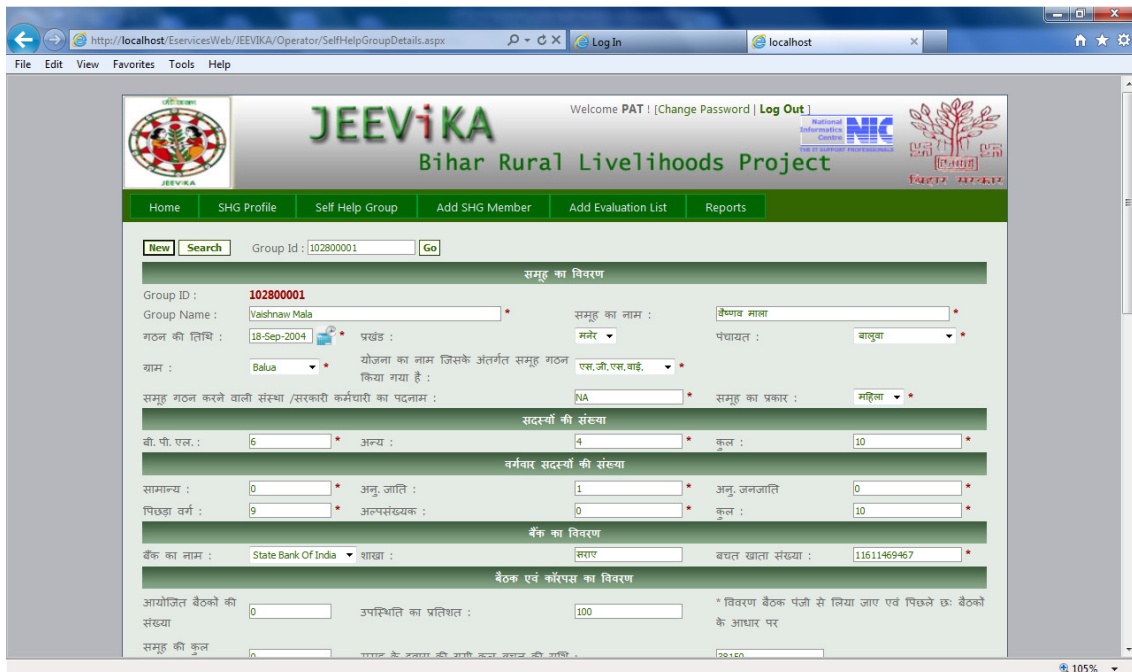 http://localhost/EservicesWeb/JEEVIKA/Operator/SelfHelpGroupDetails.aspx Log In localhost
File Edit View Favorites Tools Help
JEEViKA Welcome PAT ! [Change Password | Log Out ]
National Informatics Centre NIC
Bihar Rural Livelihoods Project
JEEVIKA बिहार सरकार
Home SHG Profile Self Help Group Add SHG Member Add Evaluation List Reports
New Search Group Id : 102800001 Go
समूह का विवरण
Group ID : 102800001
Group Name : Vaishnaw Mala * समूह का नाम : वैष्णव माला *
गठन की तिथि : 18-Sep-2004 * प्रखंड : मनेर पंचायत : बालुवा *
ग्राम : Balua * योजना का नाम जिसके अंतर्गत समूह गठन किया गया है : एस.जी.एस.वाई. *
समूह गठन करने वाली संस्था /सरकारी कर्मचारी का पदनाम : NA * समूह का प्रकार : महिला *
सदस्यों की संख्या
बी. पी. एल. : 6 * अन्य : 4 * कुल : 10 *
वर्गवार सदस्यों की संख्या
सामान्य : 0 * अनु. जाति : 1 * अनु. जनजाति 0 *
पिछड़ा वर्ग : 9 * अल्पसंख्यक : 0 * कुल : 10 *
बैंक का विवरण
बैंक का नाम : State Bank Of India शाखा : सराए बचत खाता संख्या : 11611469467 *
बैठक एवं कॉरपस का विवरण
आयोजित बैठकों की संख्या 0 उपस्थिति का प्रतिशत : 100 * विवरण बैठक पंजी से लिया जाए एवं पिछले छः बैठकों के आधार पर
समूह की कुल
105%